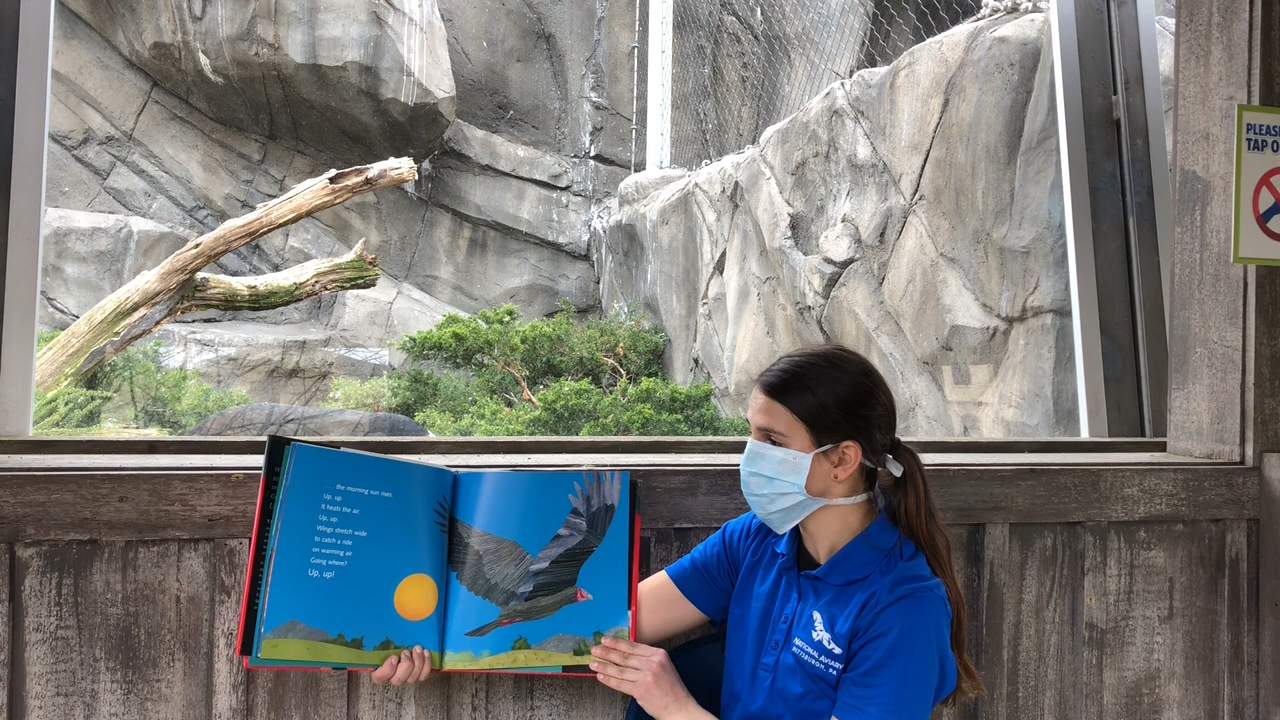 . . . the morning sun rises.
Up, up.
It heats the air.
Up, up.
Wings stretch wide
to catch a ride
on warming air.
Going where?
Up, up!
NATIONAL AVIARY
PITTSBURGH, PA
PLEAS
TAP O